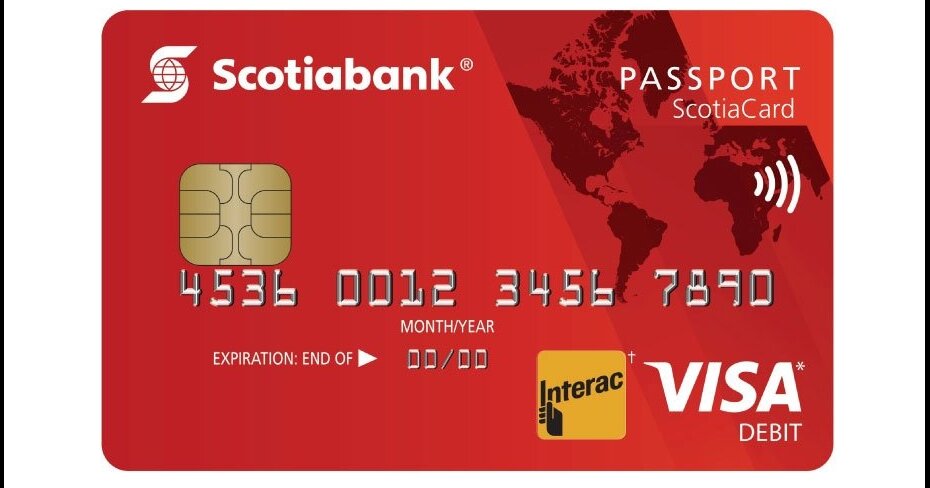 Scotiabank®
PASSPORT
ScotiaCard
4536 0012 3456 7890
MONTH/YEAR
EXPIRATION: END OF ▶ 00/00
Interac
†
VISA*
DEBIT